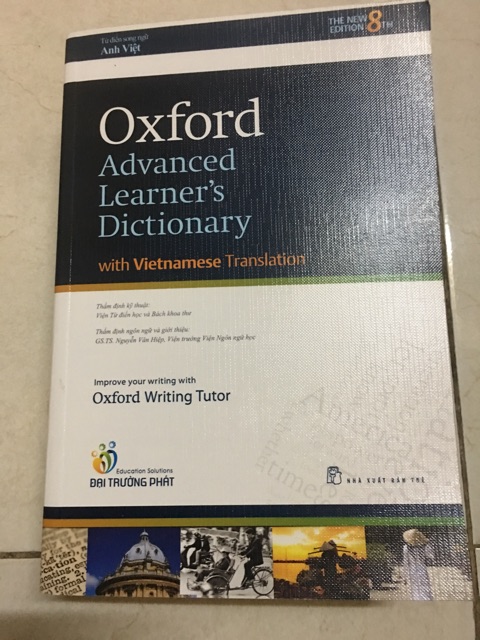 Từ điển song ngữ
Anh Việt
THE NEW
EDITION 8TH
Oxford
Advanced
Learner's
Dictionary
with Vietnamese Translation
Thẩm định kỹ thuật:
Viện Từ điển học và Bách khoa thư
Thẩm định ngôn ngữ và giới thiệu:
GS.TS. Nguyễn Văn Hiệp, Viện trưởng Viện Ngôn ngữ học
Improve your writing with
Oxford Writing Tutor
America
time
Education Solutions
ĐẠI TRƯỜNG PHÁT
NHÀ XUẤT BẢN TRẺ